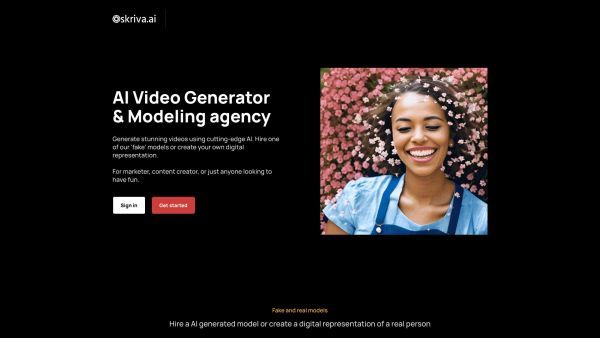 skriva.ai
AI Video Generator
& Modeling agency
Generate stunning videos using cutting-edge AI. Hire one
of our 'fake' models or create your own digital
representation.
For marketer, content creator, or just anyone looking to
have fun.
Sign in
Get started
Fake and real models
Hire a AI generated model or create a digital representation of a real person